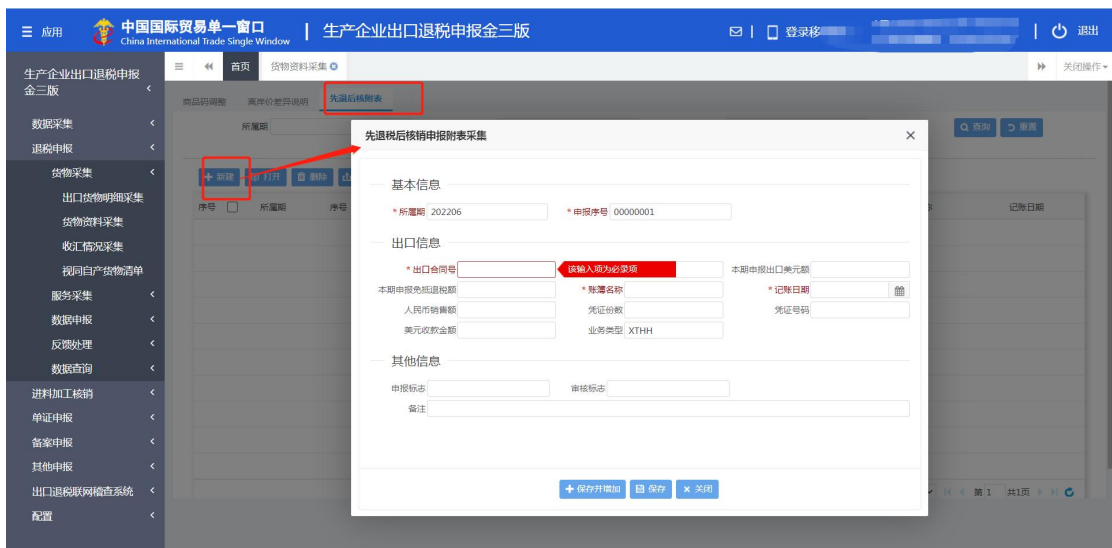 应用
中国国际贸易单一窗口
China International Trade Single Window
生产企业出口退税申报金三版
登录移
退出
生产企业出口退税申报
金三版
首页
货物资料采集
关闭操作
商品码调整
离岸价差异说明
先退后核附表
数据采集
所属期
查询
重置
退税申报
先退税后核销申报附表采集
货物采集
新建
打开
删除
基本信息
出口货物明细采集
序号
所属期
序号
记账日期
* 所属期 202206
* 申报序号 00000001
货物资料采集
收汇情况采集
出口信息
视同自产货物清单
* 出口合同号
该输入项为必录项
本期申报出口美元额
服务采集
本期申报免抵退税额
* 账簿名称
* 记账日期
数据申报
人民币销售额
凭证份数
凭证号码
反馈处理
美元收款金额
业务类型 XTHH
数据查询
其他信息
进料加工核销
申报标志
审核标志
单证申报
备注
备案申报
其他申报
出口退税联网稽查系统
保存并增加
保存
关闭
第 1
共1页
配置